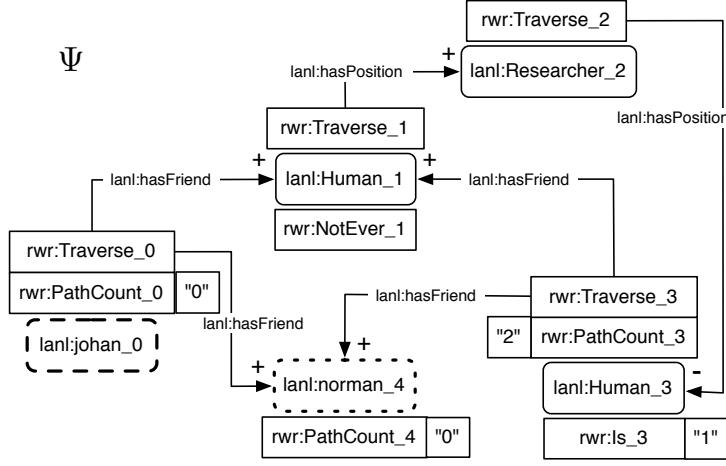 Ψ
rwr:Traverse_2
lanl:hasPosition
+
lanl:Researcher_2
lanl:hasPosition
rwr:Traverse_1
+
lanl:Human_1
+
lanl:hasFriend
lanl:hasFriend
rwr:NotEver_1
rwr:Traverse_0
rwr:PathCount_0 "0"
lanl:johan_0
lanl:hasFriend
lanl:hasFriend
rwr:Traverse_3
"2" rwr:PathCount_3
+
+
lanl:norman_4
lanl:Human_3
-
rwr:PathCount_4 "0"
rwr:Is_3 "1"